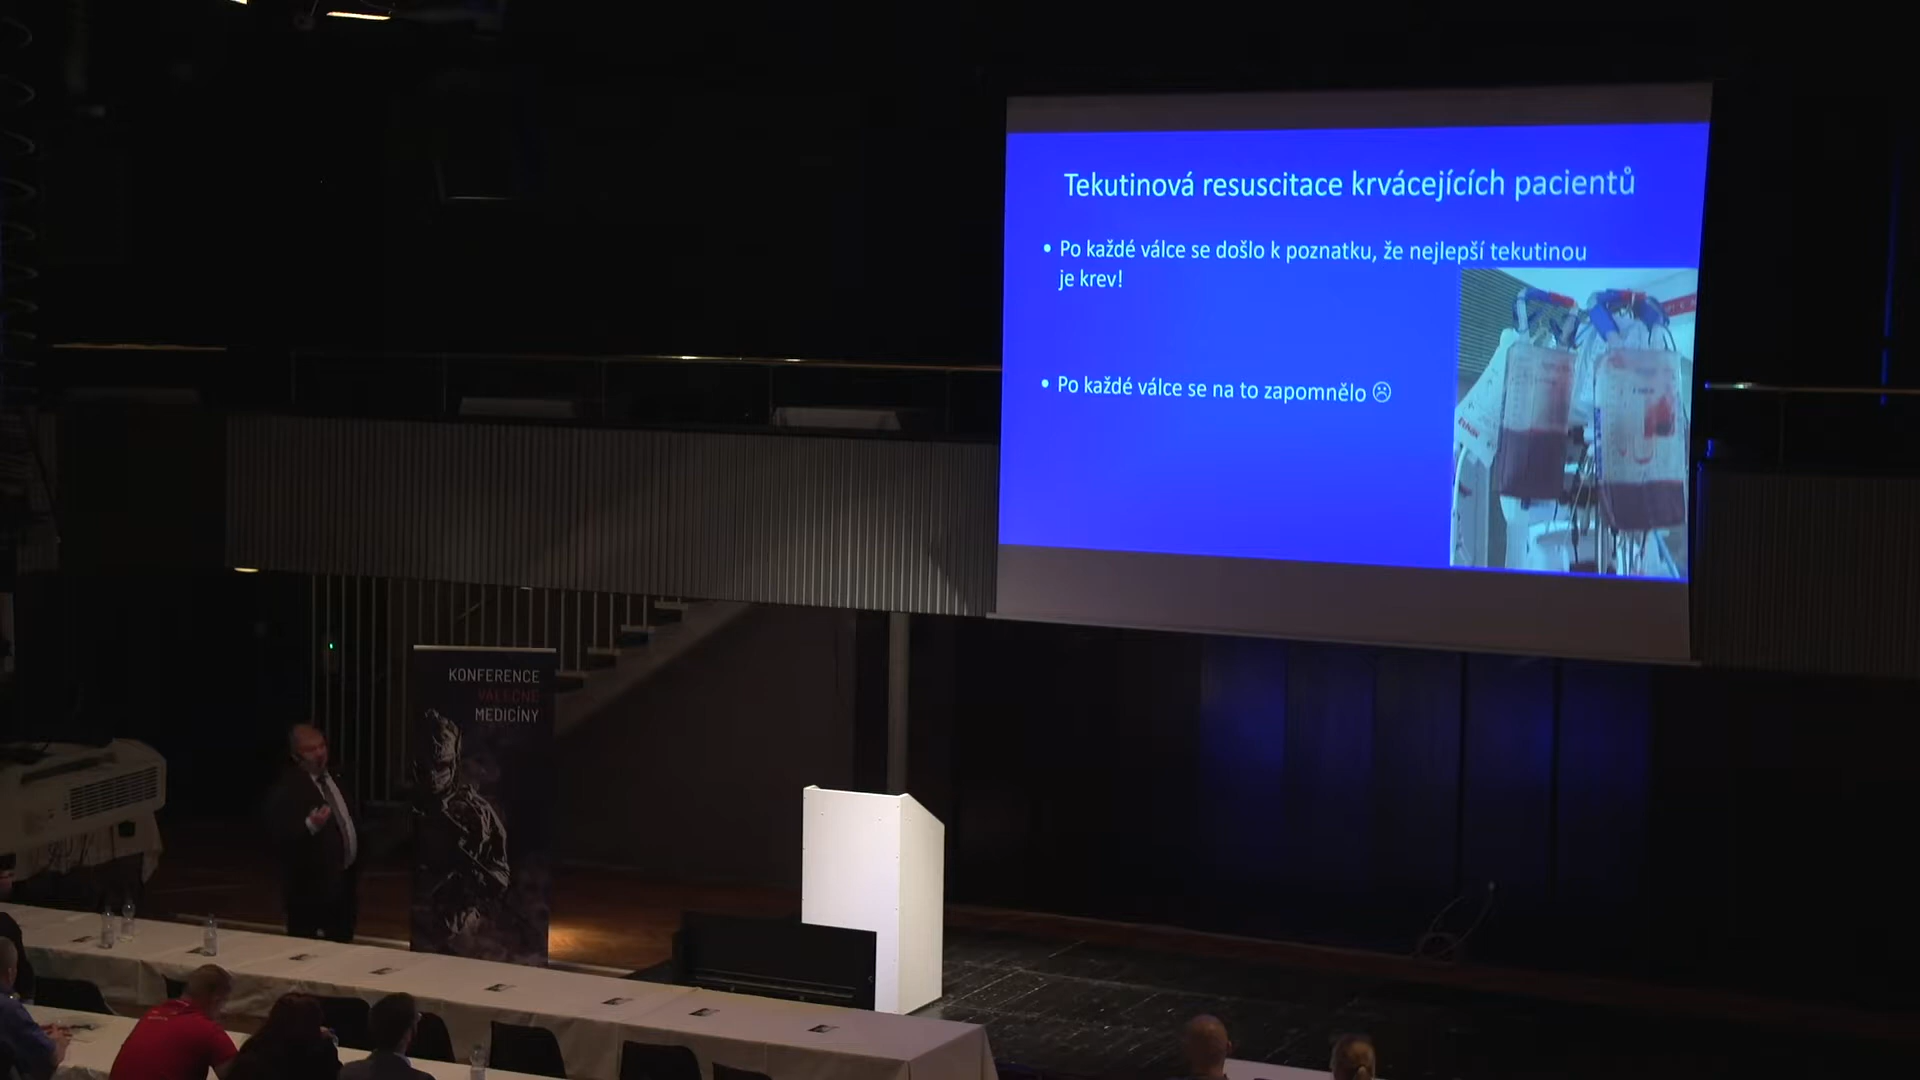 Tekutinová resuscitace krvácejících pacientů
• Po každé válce se došlo k poznatku, že nejlepší tekutinou
je krev!
• Po každé válce se na to zapomnělo ☹
KONFERENCE
VÁLEČNÉ
MEDICÍNY